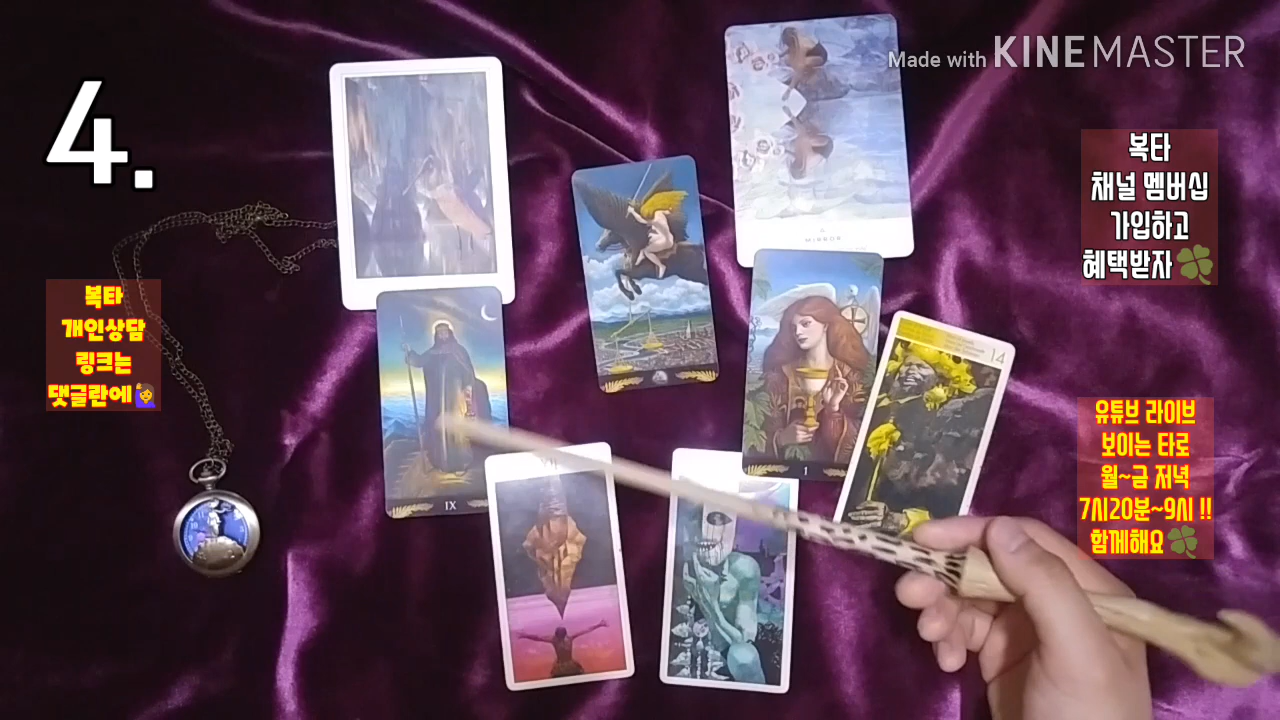 4.
Made with KINEMASTER
복타
채널 멤버십
가입하고
혜택받자🍀
복타
개인상담
링크는
댓글란에🙋‍♀️
유튜브 라이브
보이는 타로
월~금 저녁
7시20분~9시 !!
함께해요🍀
MIRROR
IX
VII
1
14